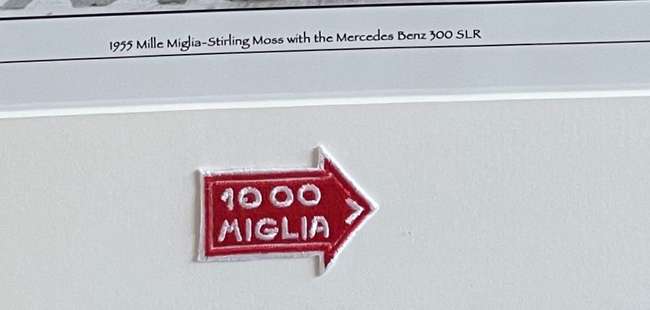 1955 Mille Miglia-Stirling Moss with the Mercedes Benz 300 SLR
1000
MIGLIA